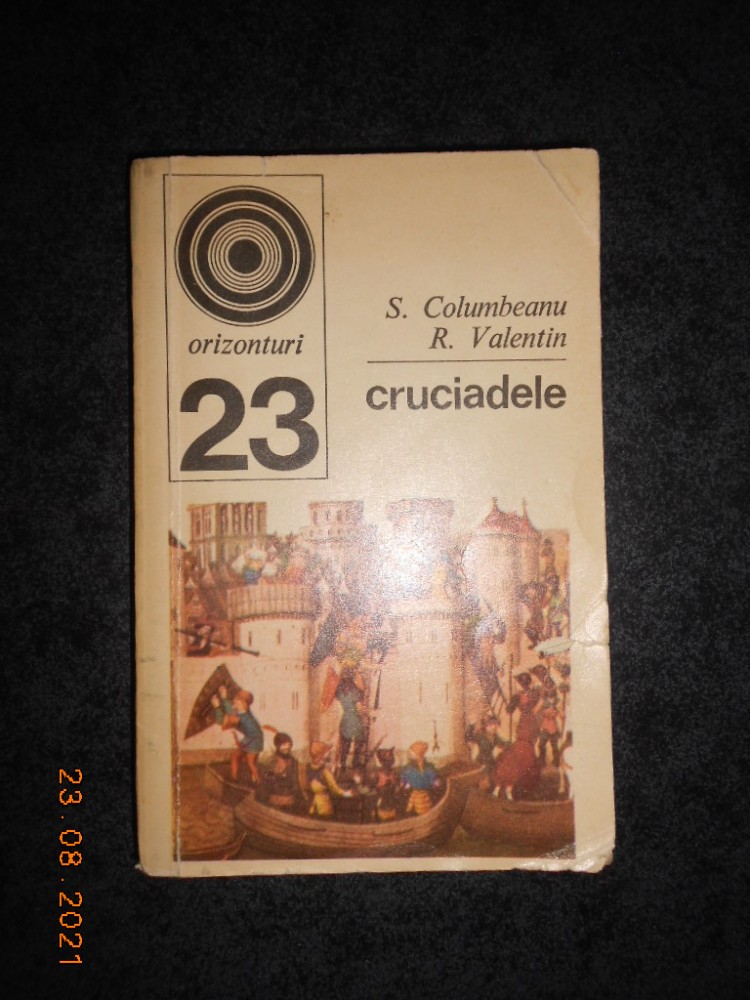 orizonturi
23
S. Columbeanu
R. Valentin
cruciadele
23.08.2021